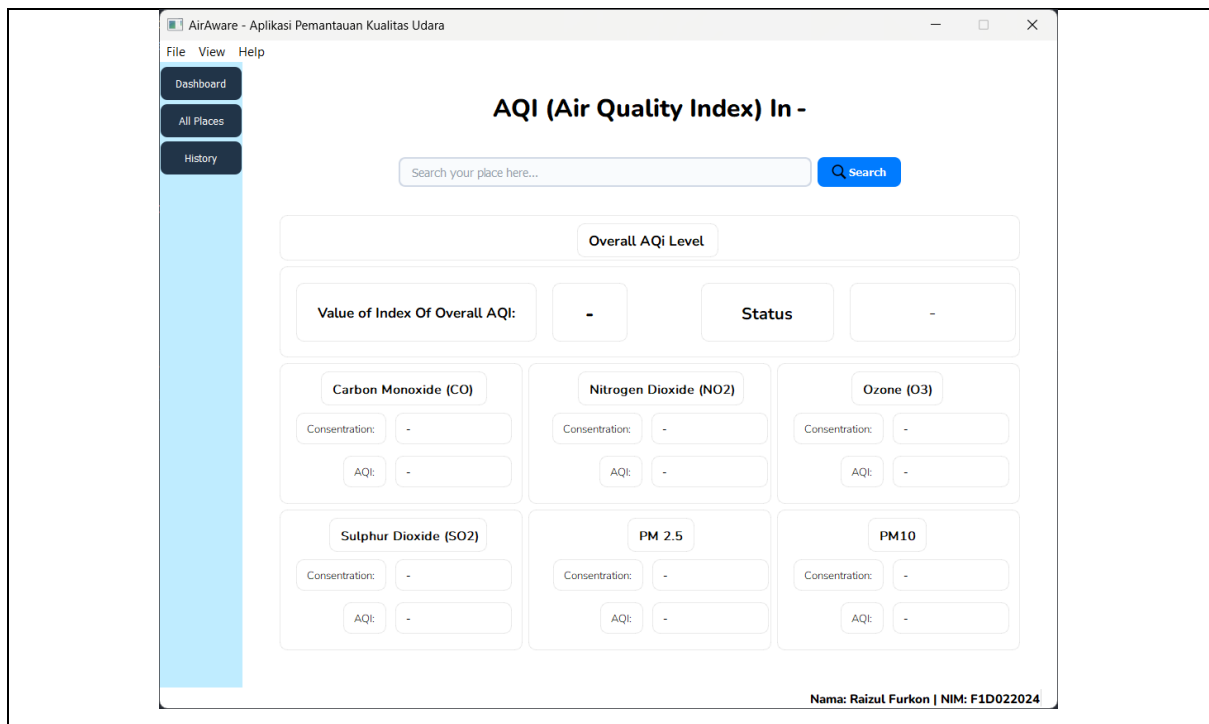 AirAware - Aplikasi Pemantauan Kualitas Udara
File View Help
Dashboard
All Places
History
AQI (Air Quality Index) In -
Search your place here...
Search
Overall AQi Level
Value of Index Of Overall AQI: - Status -
Carbon Monoxide (CO) Nitrogen Dioxide (NO2) Ozone (O3)
Consentration: - Consentration: - Consentration: -
AQI: - AQI: - AQI: -
Sulphur Dioxide (SO2) PM 2.5 PM10
Consentration: - Consentration: - Consentration: -
AQI: - AQI: - AQI: -
Nama: Raizul Furkon | NIM: F1D022024